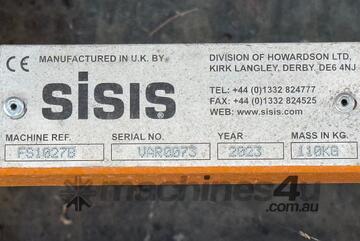 CE MANUFACTURED IN U.K. BY
DIVISION OF HOWARDSON LTD,
KIRK LANGLEY, DERBY. DE6 4NJ
sisis®
TEL: +44 (0)1332 824777
FAX: +44 (0)1332 824525
WEB: www.sisis.com
MACHINE REF. SERIAL NO. YEAR MASS IN KG.
FS1027B VAR0073 2023 110KG
machines4u
.com.au